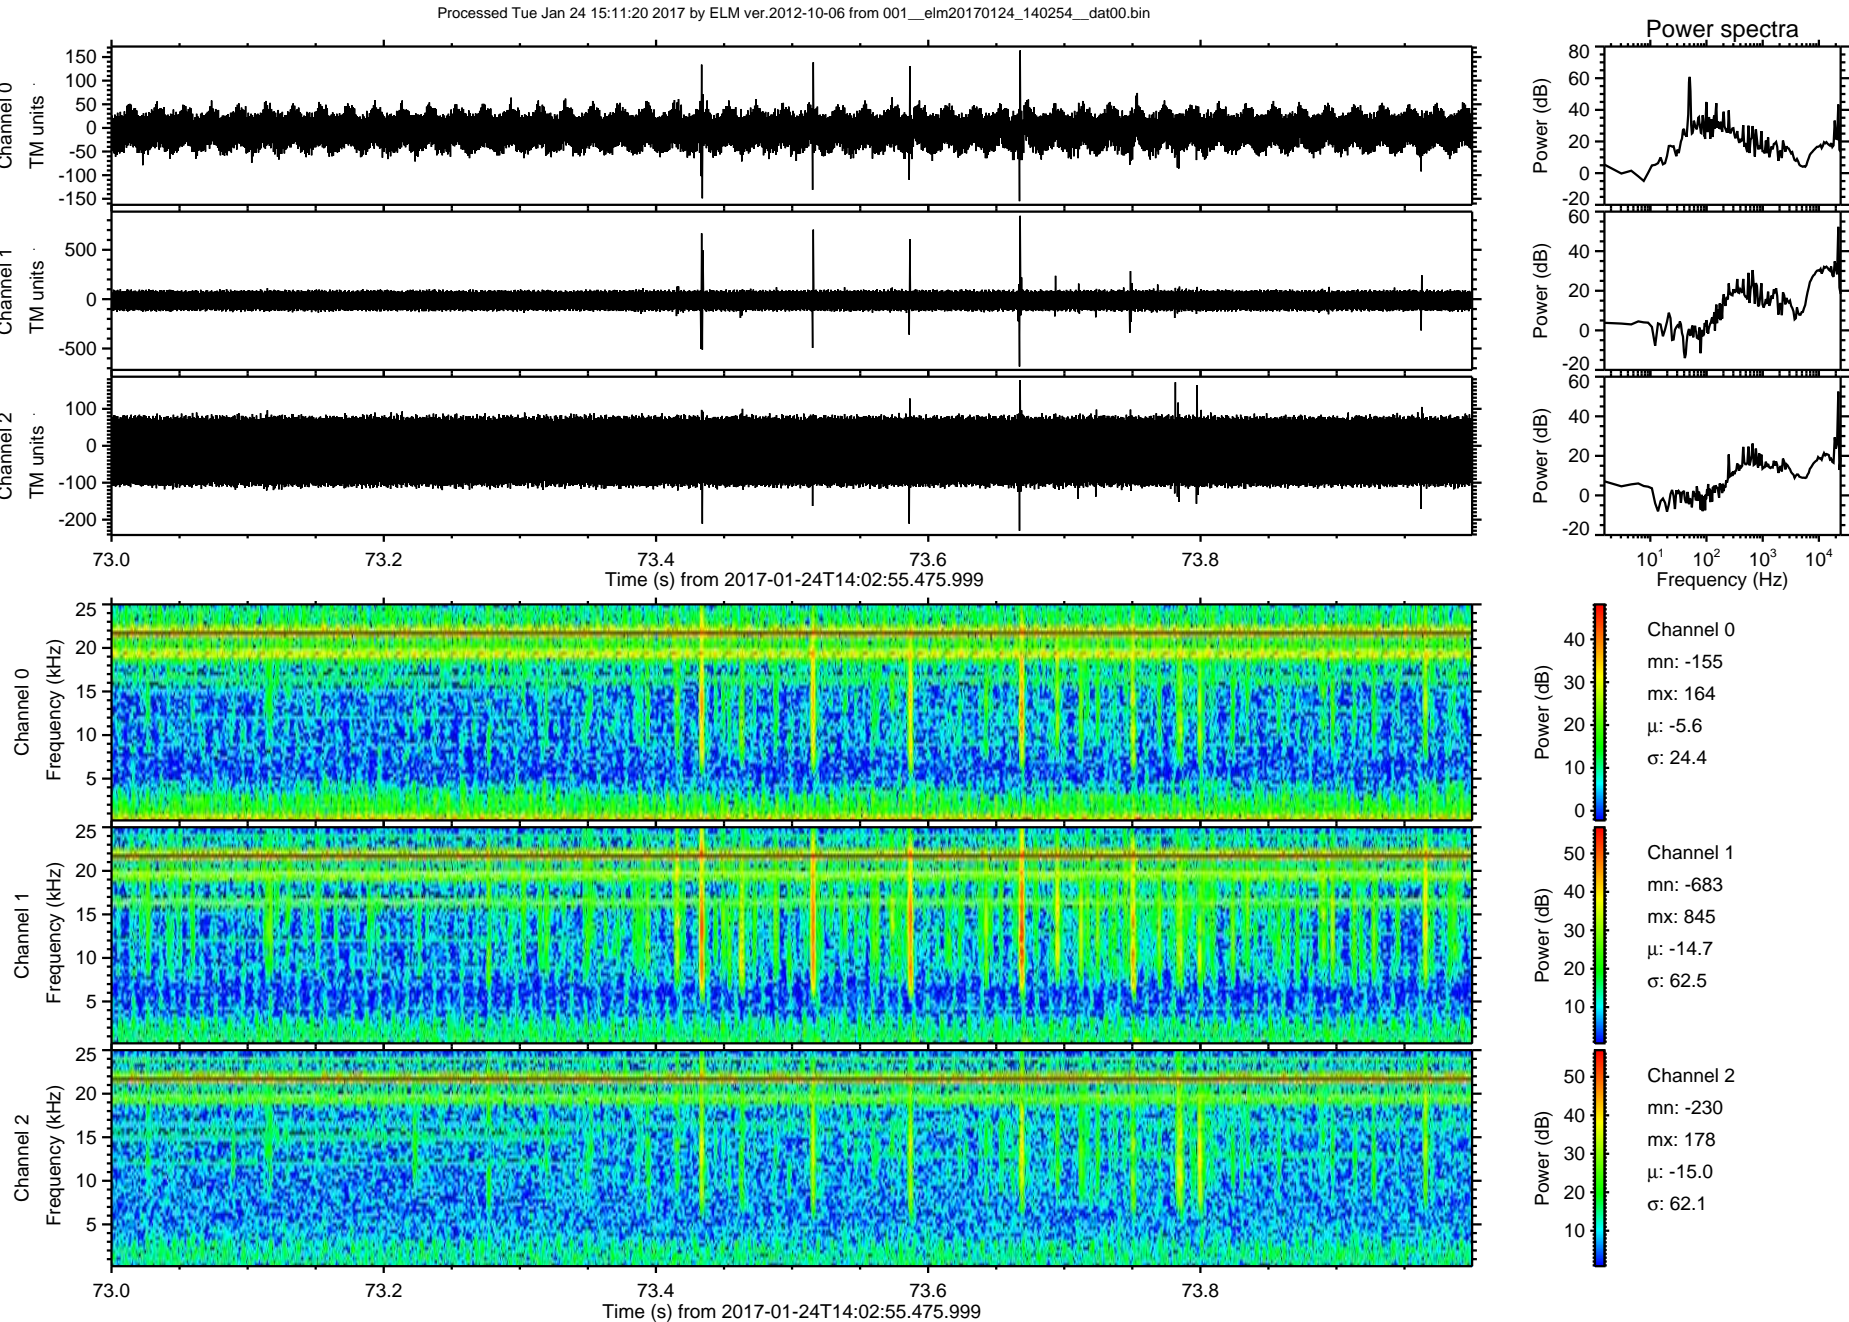 Processed Tue Jan 24 15:11:20 2017 by ELM ver.2012-10-06 from 001__elm20170124_140254__dat00.bin
Power spectra
Channel 0
TM units
150
100
50
0
-50
-100
-150
Power (dB)
80
60
40
20
0
-20
Channel 1
TM units
500
0
-500
Power (dB)
60
40
20
0
-20
Channel 2
TM units
100
0
-100
-200
Power (dB)
60
40
20
0
-20
73.0 73.2 73.4 73.6 73.8
Time (s) from 2017-01-24T14:02:55.475.999
10^1 10^2 10^3 10^4
Frequency (Hz)
Channel 0
Frequency (kHz)
25
20
15
10
5
Power (dB)
40
30
20
10
0
Channel 0
mn: -155
mx: 164
μ: -5.6
σ: 24.4
Channel 1
Frequency (kHz)
25
20
15
10
5
Power (dB)
50
40
30
20
10
Channel 1
mn: -683
mx: 845
μ: -14.7
σ: 62.5
Channel 2
Frequency (kHz)
25
20
15
10
5
Power (dB)
50
40
30
20
10
Channel 2
mn: -230
mx: 178
μ: -15.0
σ: 62.1
73.0 73.2 73.4 73.6 73.8
Time (s) from 2017-01-24T14:02:55.475.999